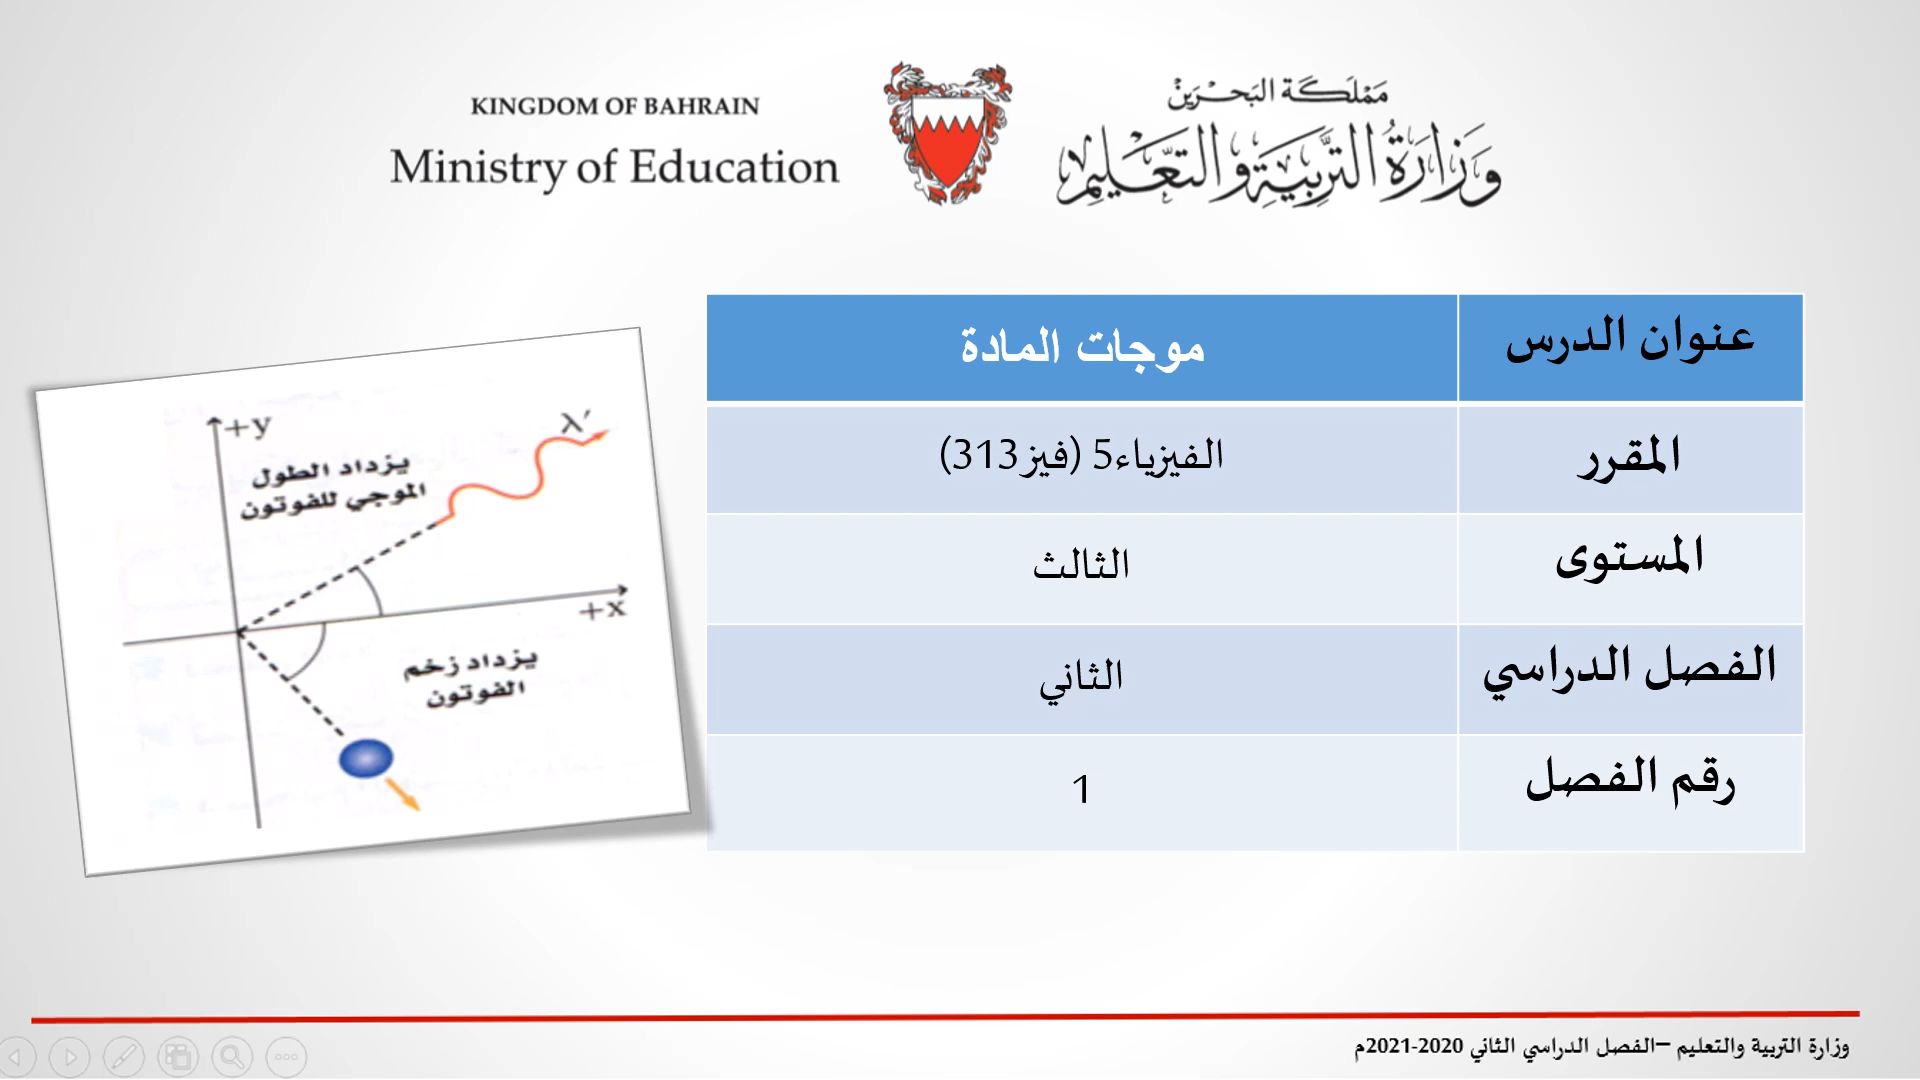 KINGDOM OF BAHRAIN
Ministry of Education
مَمْلَكَة البَحْرَيْن
وَزَارَةُ التَّرْبِيَةِ وَالتَّعْلِيم
عنوان الدرس
موجات المادة
المقرر
الفيزياء5 (فيز313)
المستوى
الثالث
الفصل الدراسي
الثاني
رقم الفصل
1
+y
λ′
يزداد الطول
الموجي للفوتون
+x
يزداد زخم
الفوتون
وزارة التربية والتعليم –الفصل الدراسي الثاني 2020-2021م